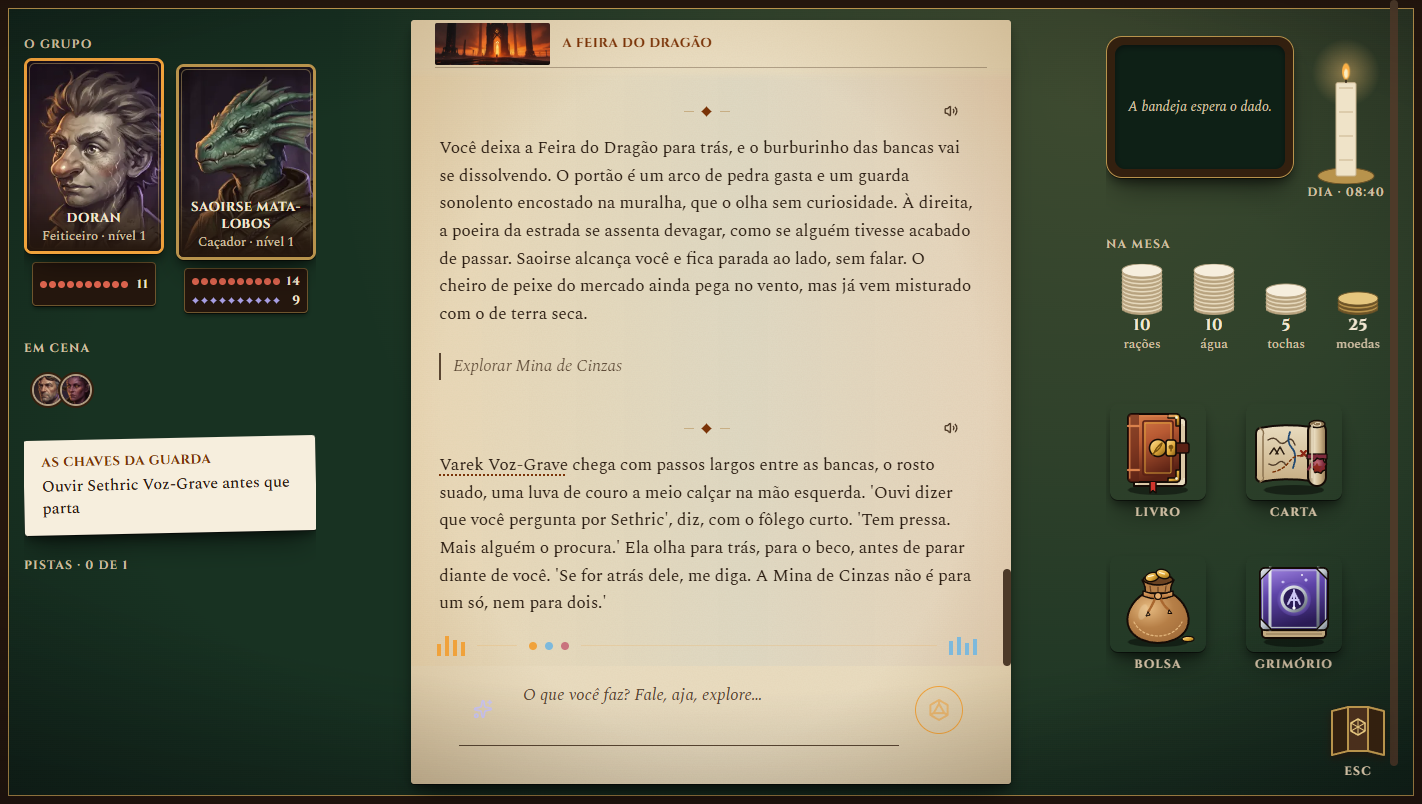 O GRUPO
DORAN
Feiticeiro · nível 1
11
SAOIRSE MATA-
LOBOS
Caçador · nível 1
14
9
EM CENA
AS CHAVES DA GUARDA
Ouvir Sethric Voz-Grave antes que
parta
PISTAS · 0 DE 1
A FEIRA DO DRAGÃO
Você deixa a Feira do Dragão para trás, e o burburinho das bancas vai
se dissolvendo. O portão é um arco de pedra gasta e um guarda
sonolento encostado na muralha, que o olha sem curiosidade. À direita,
a poeira da estrada se assenta devagar, como se alguém tivesse acabado
de passar. Saoirse alcança você e fica parada ao lado, sem falar. O
cheiro de peixe do mercado ainda pega no vento, mas já vem misturado
com o de terra seca.
Explorar Mina de Cinzas
Varek Voz-Grave chega com passos largos entre as bancas, o rosto
suado, uma luva de couro a meio calçar na mão esquerda. 'Ouvi dizer
que você pergunta por Sethric', diz, com o fôlego curto. 'Tem pressa.
Mais alguém o procura.' Ela olha para trás, para o beco, antes de parar
diante de você. 'Se for atrás dele, me diga. A Mina de Cinzas não é para
um só, nem para dois.'
O que você faz? Fale, aja, explore…
A bandeja espera o dado.
DIA · 08:40
NA MESA
10
rações
10
água
5
tochas
25
moedas
LIVRO
CARTA
BOLSA
GRIMÓRIO
ESC